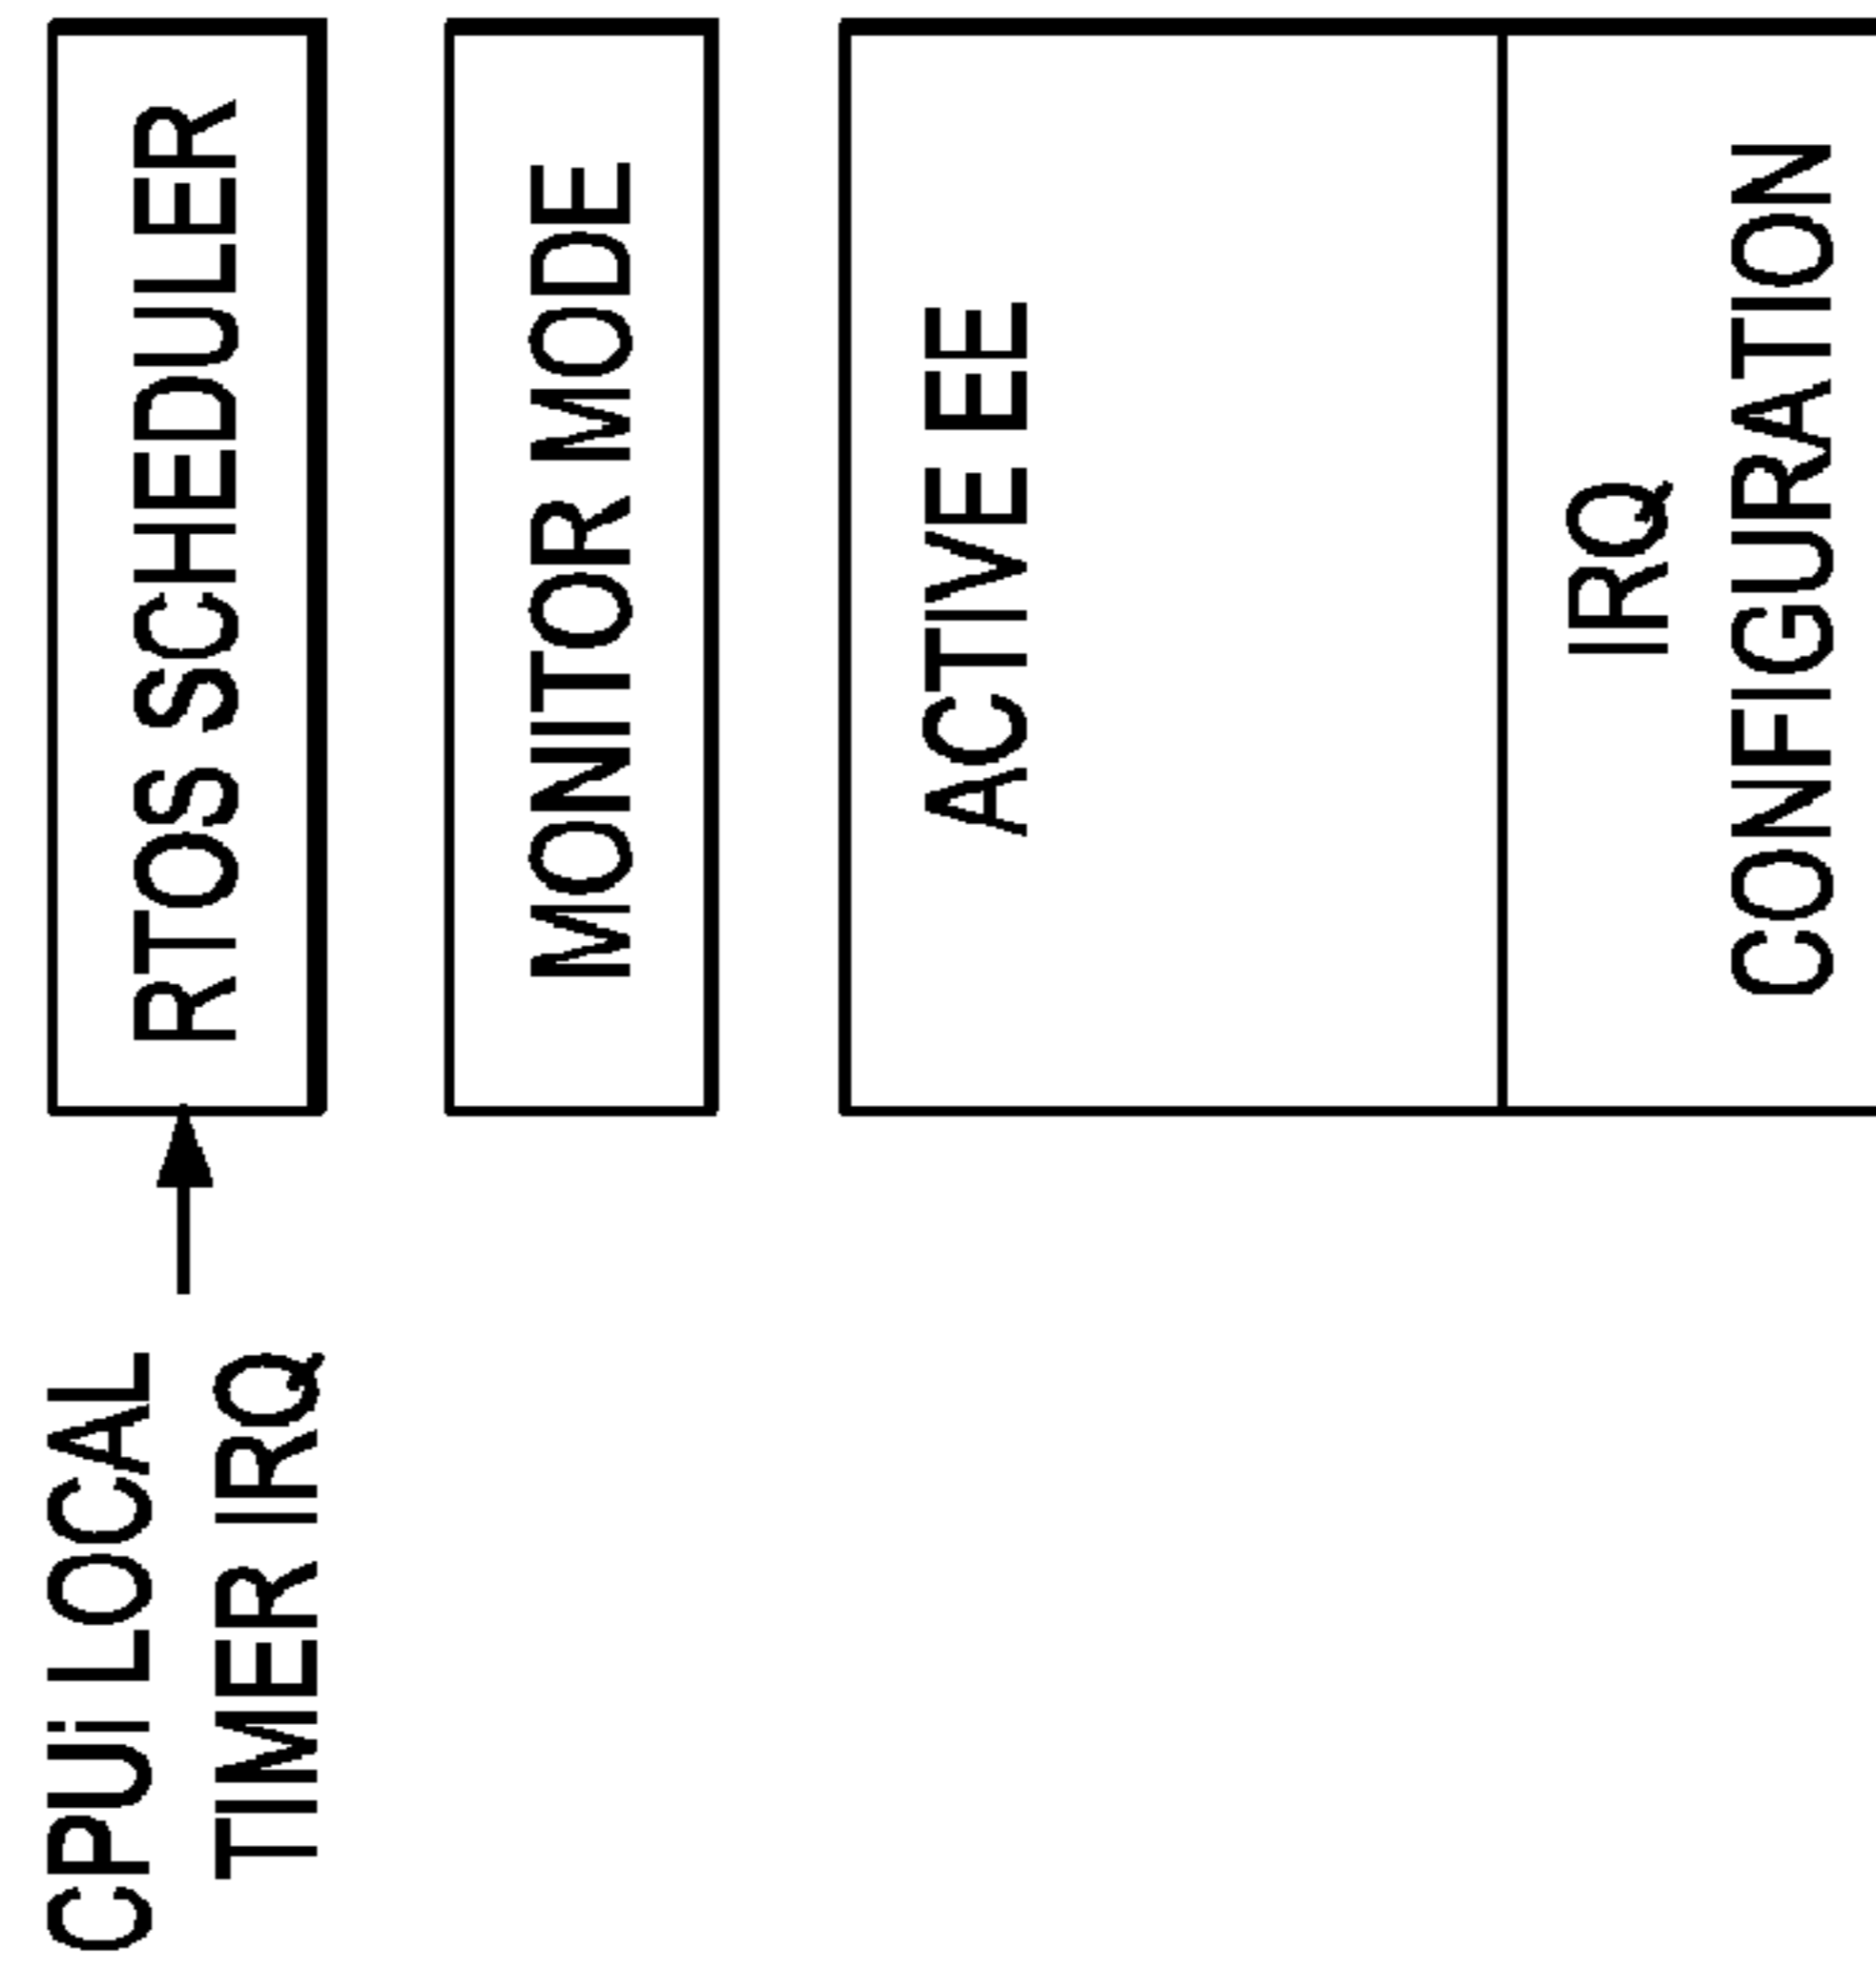 CPUi LOCAL
TIMER IRQ
RTOS SCHEDULER
MONITOR MODE
ACTIVE EE
IRQ
CONFIGURATION